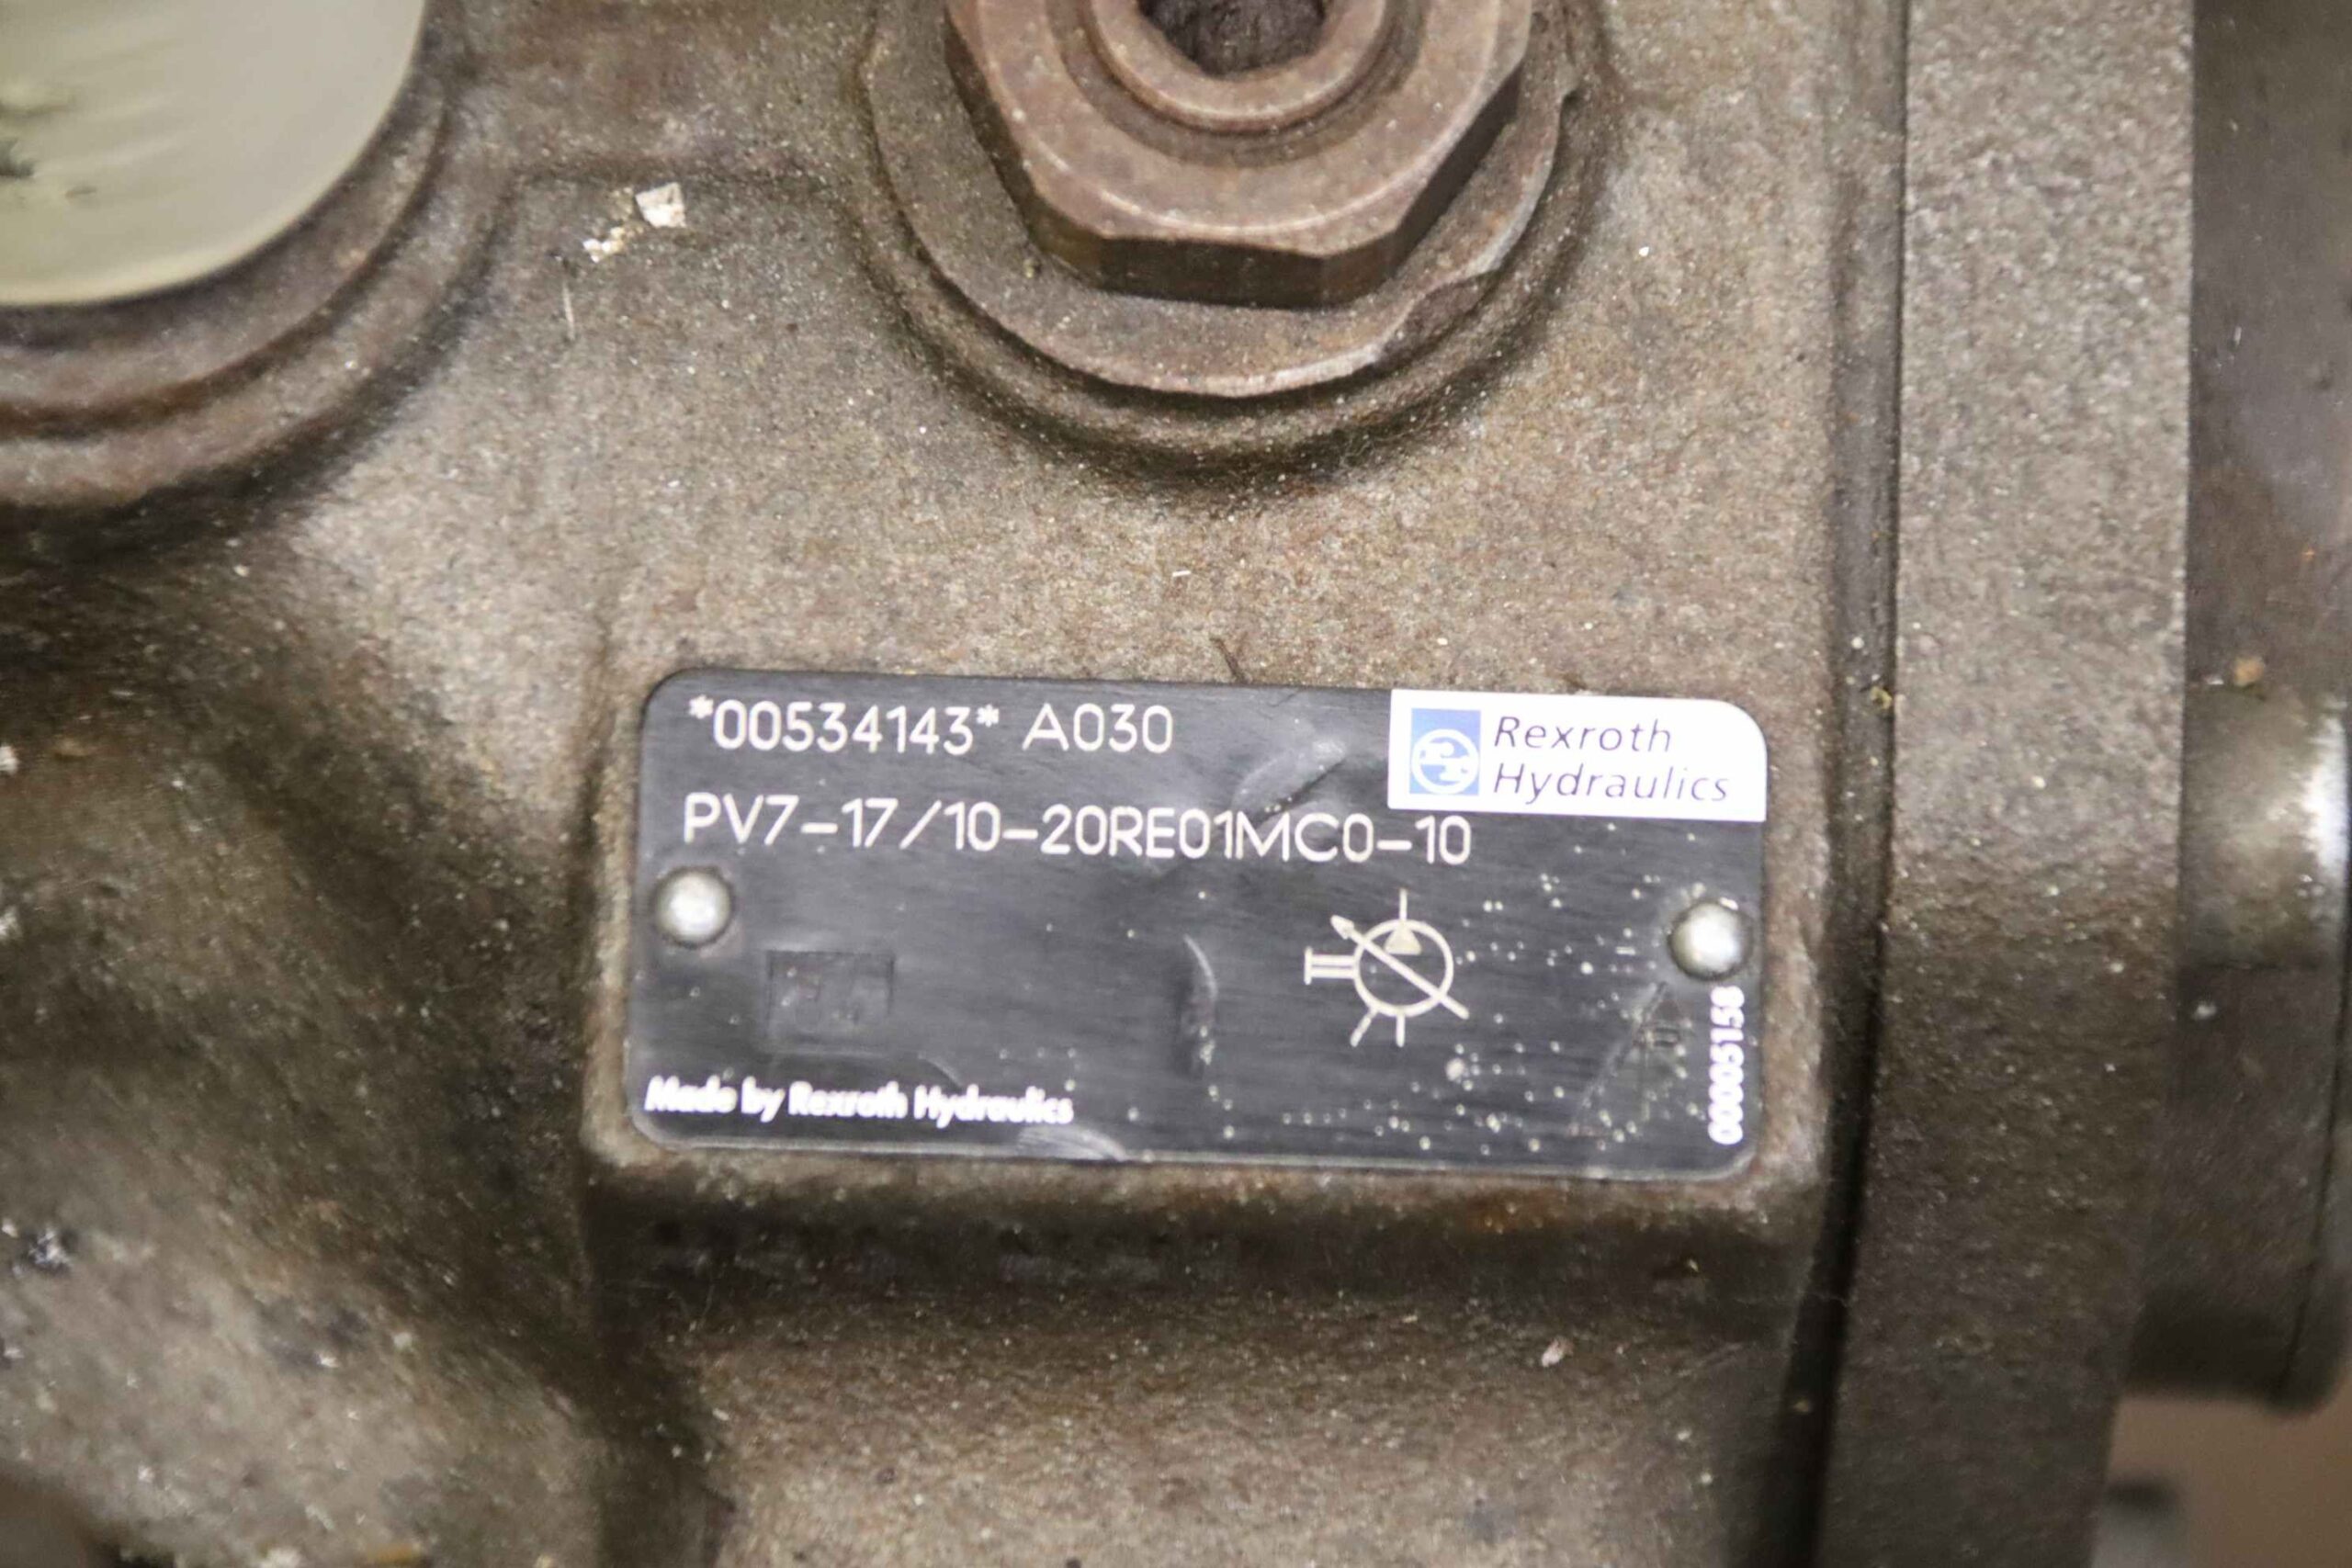 *00534143* A030
Rexroth
Hydraulics
PV7-17/10-20RE01MC0-10
Made by Rexroth Hydraulics
00005158